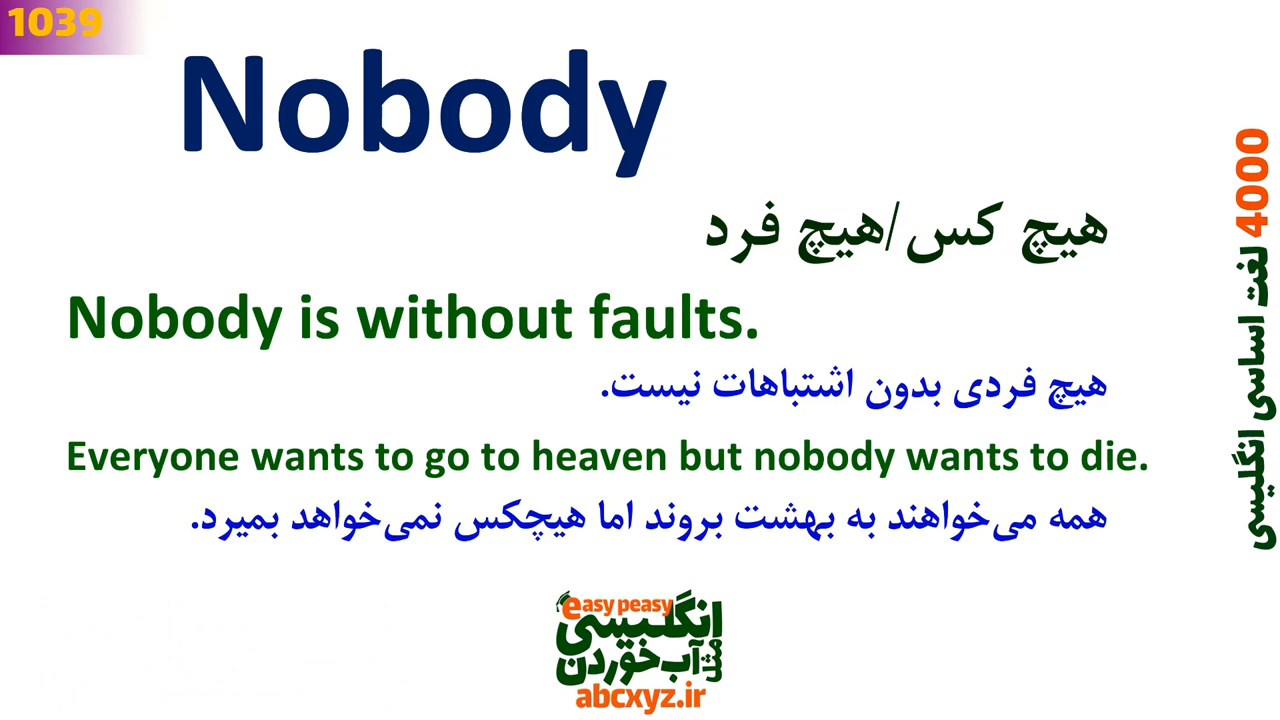 1039
Nobody
هیچ کس/هیچ فرد
Nobody is without faults.
هیچ فردی بدون اشتباهات نیست.
Everyone wants to go to heaven but nobody wants to die.
همه می‌خواهند به بهشت بروند اما هیچکس نمی‌خواهد بمیرد.
4000 لغت اساسی انگلیسی
easy peasy
انگلیسی
مثل آب خوردن
abcxyz.ir